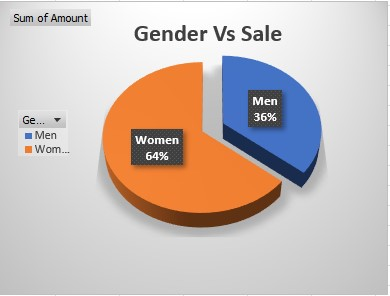 Sum of Amount
Gender Vs Sale
Ge...
Men
Wom...
Men
36%
Women
64%